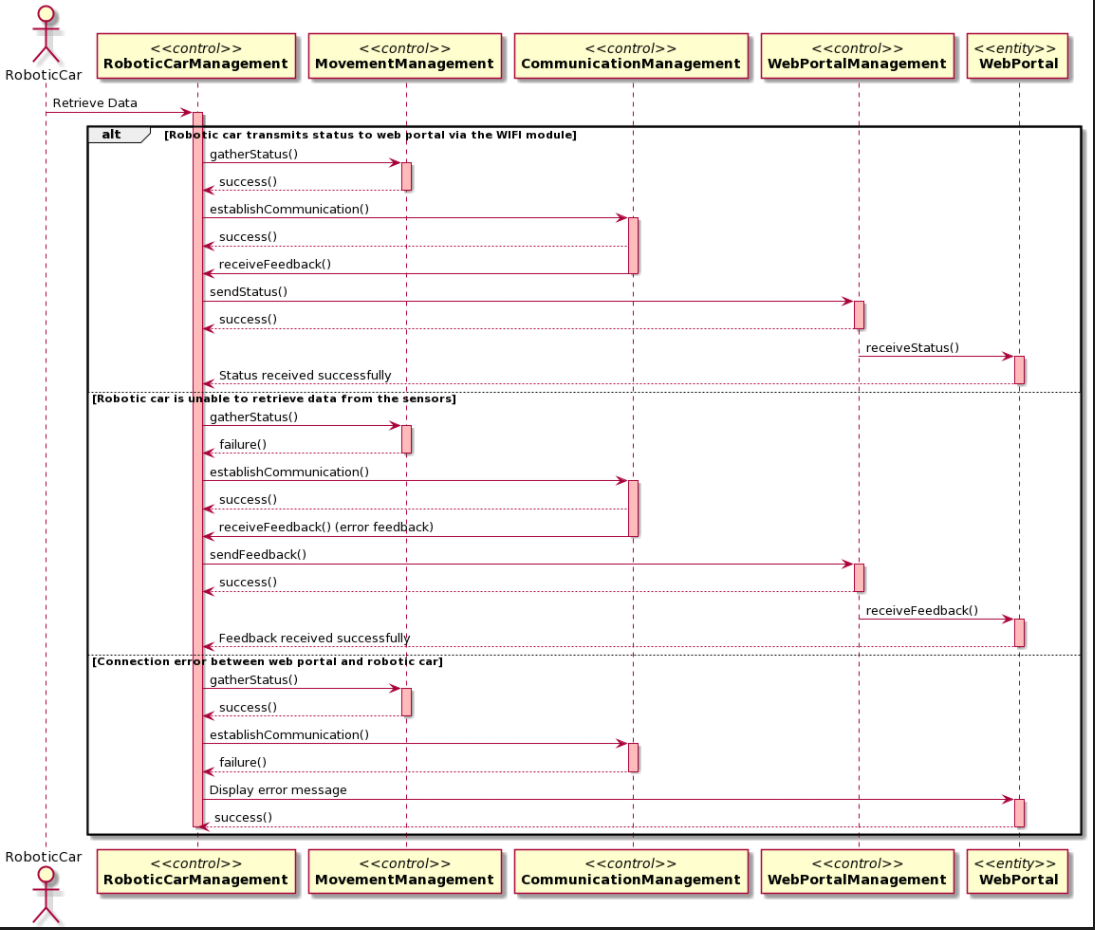 RoboticCar
<<control>>
RoboticCarManagement
<<control>>
MovementManagement
<<control>>
CommunicationManagement
<<control>>
WebPortalManagement
<<entity>>
WebPortal
Retrieve Data
alt
[Robotic car transmits status to web portal via the WIFI module]
gatherStatus()
success()
establishCommunication()
success()
receiveFeedback()
sendStatus()
success()
receiveStatus()
Status received successfully
[Robotic car is unable to retrieve data from the sensors]
gatherStatus()
failure()
establishCommunication()
success()
receiveFeedback() (error feedback)
sendFeedback()
success()
receiveFeedback()
Feedback received successfully
[Connection error between web portal and robotic car]
gatherStatus()
success()
establishCommunication()
failure()
Display error message
success()
RoboticCar
<<control>>
RoboticCarManagement
<<control>>
MovementManagement
<<control>>
CommunicationManagement
<<control>>
WebPortalManagement
<<entity>>
WebPortal